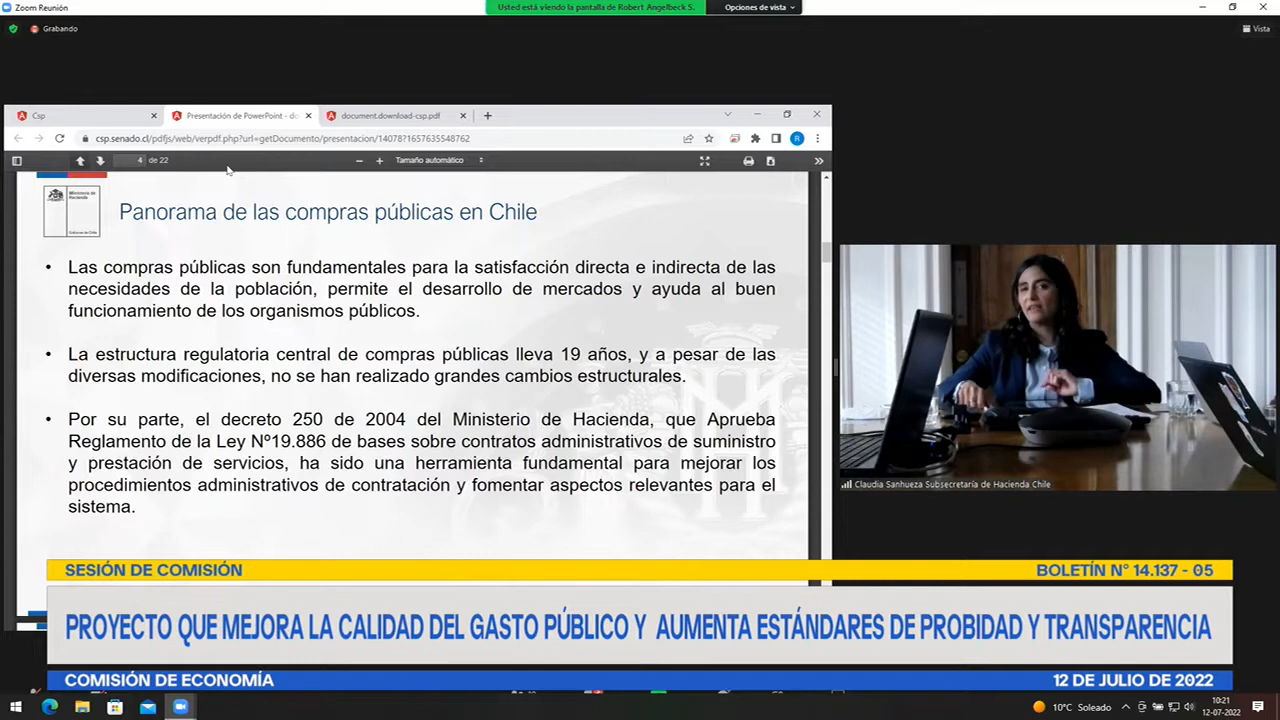 Zoom Reunión
Usted está viendo la pantalla de Robert Angelbeck S.
Opciones de vista
Grabando
Vista
Csp
Presentación de PowerPoint - do
document.download-csp.pdf
csp.senado.cl/pdfjs/web/verpdf.php?url=getDocumento/presentacion/14078?1657635548762
R
4 de 22
Tamaño automático
Ministerio de
Hacienda
Gobierno de Chile
Panorama de las compras públicas en Chile
• Las compras públicas son fundamentales para la satisfacción directa e indirecta de las
necesidades de la población, permite el desarrollo de mercados y ayuda al buen
funcionamiento de los organismos públicos.
• La estructura regulatoria central de compras públicas lleva 19 años, y a pesar de las
diversas modificaciones, no se han realizado grandes cambios estructurales.
• Por su parte, el decreto 250 de 2004 del Ministerio de Hacienda, que Aprueba
Reglamento de la Ley Nº19.886 de bases sobre contratos administrativos de suministro
y prestación de servicios, ha sido una herramienta fundamental para mejorar los
procedimientos administrativos de contratación y fomentar aspectos relevantes para el
sistema.
Claudia Sanhueza Subsecretaría de Hacienda Chile
SESIÓN DE COMISIÓN
BOLETÍN N° 14.137 - 05
PROYECTO QUE MEJORA LA CALIDAD DEL GASTO PÚBLICO Y AUMENTA ESTÁNDARES DE PROBIDAD Y TRANSPARENCIA
COMISIÓN DE ECONOMÍA
12 DE JULIO DE 2022
10°C Soleado
10:21
12-07-2022